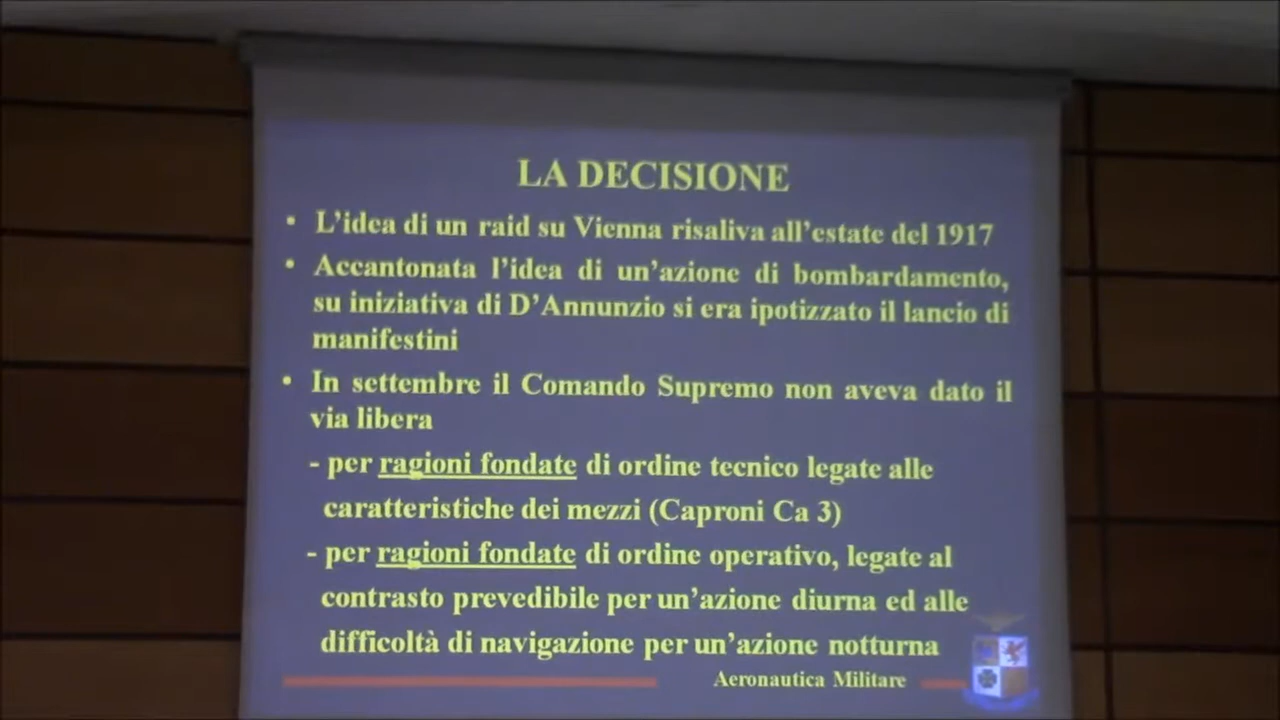 LA DECISIONE
• L'idea di un raid su Vienna risaliva all'estate del 1917
• Accantonata l'idea di un'azione di bombardamento,
su iniziativa di D'Annunzio si era ipotizzato il lancio di
manifestini
• In settembre il Comando Supremo non aveva dato il
via libera
- per ragioni fondate di ordine tecnico legate alle
caratteristiche dei mezzi (Caproni Ca 3)
- per ragioni fondate di ordine operativo, legate al
contrasto prevedibile per un'azione diurna ed alle
difficoltà di navigazione per un'azione notturna
Aeronautica Militare